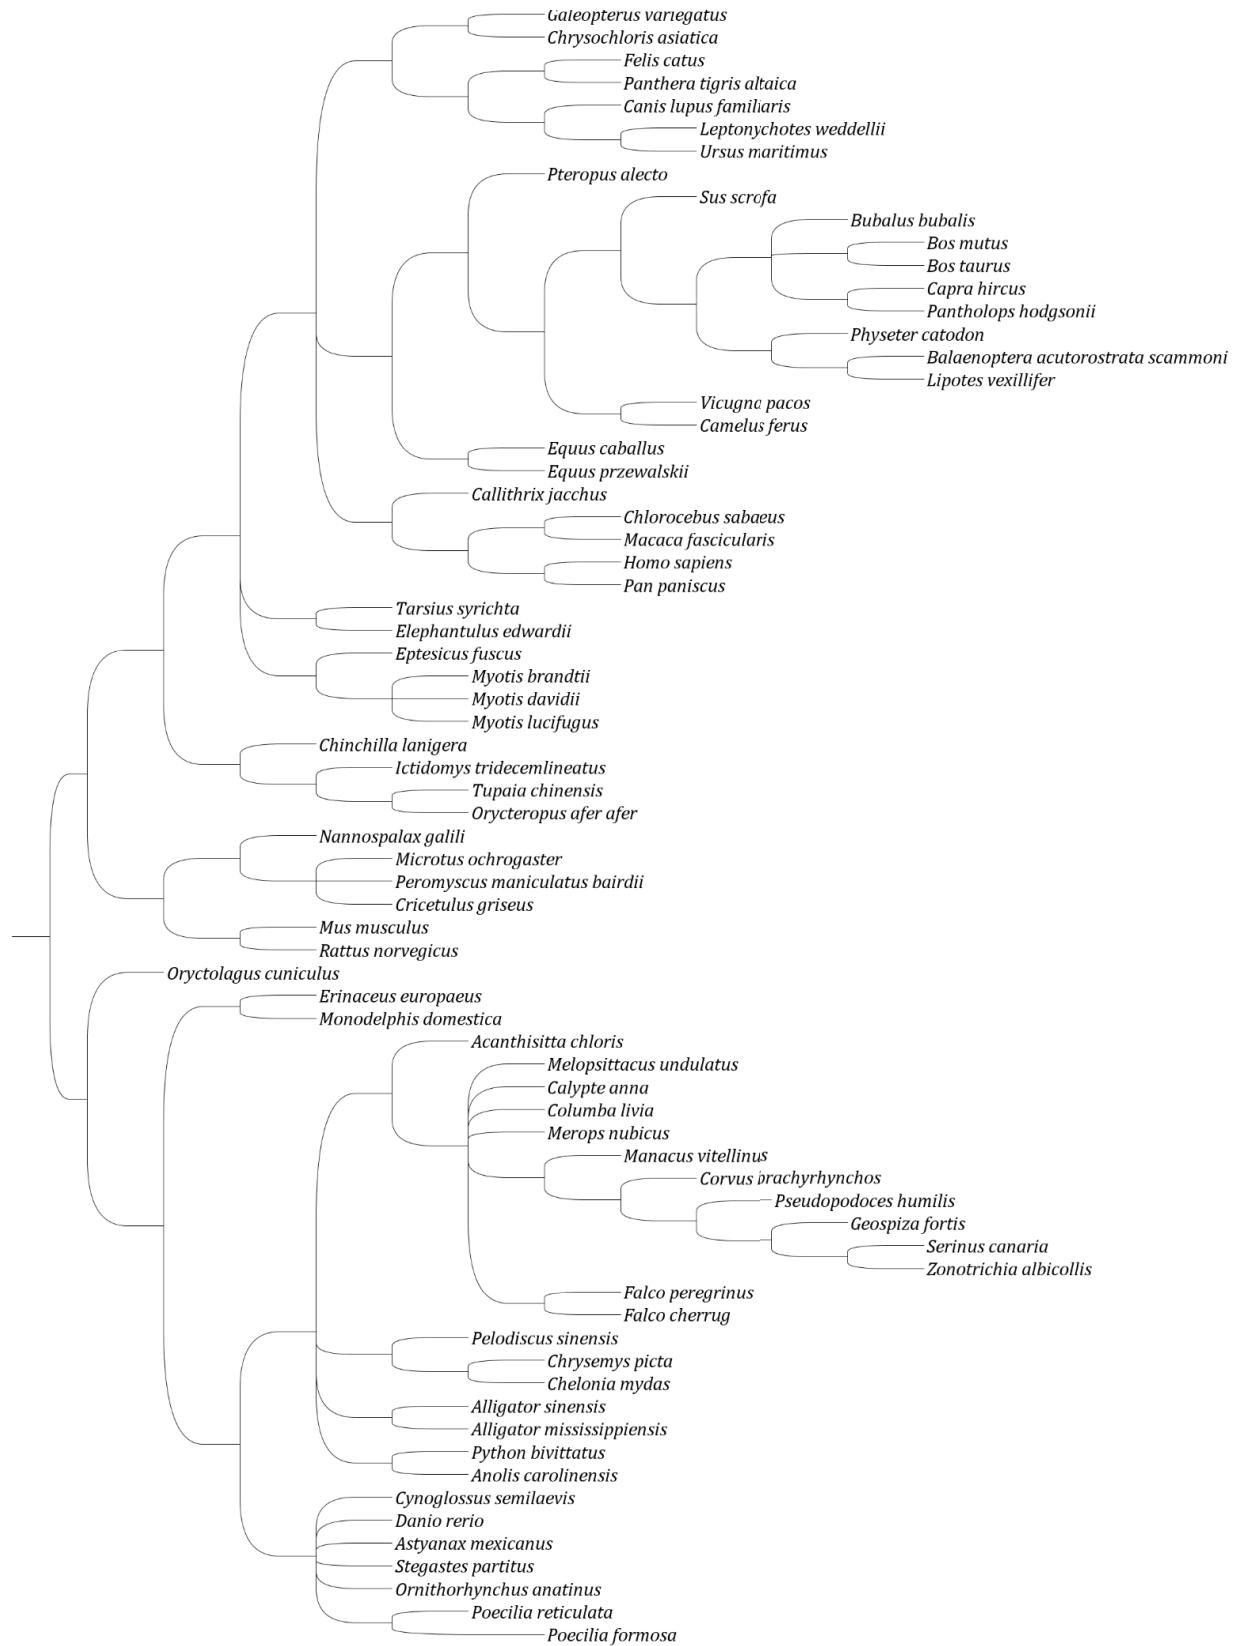 Galeopterus variegatus
Chrysochloris asiatica
Felis catus
Panthera tigris altaica
Canis lupus familiaris
Leptonychotes weddellii
Ursus maritimus
Pteropus alecto
Sus scrofa
Bubalus bubalis
Bos mutus
Bos taurus
Capra hircus
Pantholops hodgsonii
Physeter catodon
Balaenoptera acutorostrata scammoni
Lipotes vexillifer
Vicugna pacos
Camelus ferus
Equus caballus
Equus przewalskii
Callithrix jacchus
Chlorocebus sabaeus
Macaca fascicularis
Homo sapiens
Pan paniscus
Tarsius syrichta
Elephantulus edwardii
Eptesicus fuscus
Myotis brandtii
Myotis davidii
Myotis lucifugus
Chinchilla lanigera
Ictidomys tridecemlineatus
Tupaia chinensis
Orycteropus afer afer
Nannospalax galili
Microtus ochrogaster
Peromyscus maniculatus bairdii
Cricetulus griseus
Mus musculus
Rattus norvegicus
Oryctolagus cuniculus
Erinaceus europaeus
Monodelphis domestica
Acanthisitta chloris
Melopsittacus undulatus
Calypte anna
Columba livia
Merops nubicus
Manacus vitellinus
Corvus brachyrhynchos
Pseudopodoces humilis
Geospiza fortis
Serinus canaria
Zonotrichia albicollis
Falco peregrinus
Falco cherrug
Pelodiscus sinensis
Chrysemys picta
Chelonia mydas
Alligator sinensis
Alligator mississippiensis
Python bivittatus
Anolis carolinensis
Cynoglossus semilaevis
Danio rerio
Astyanax mexicanus
Stegastes partitus
Ornithorhynchus anatinus
Poecilia reticulata
Poecilia formosa